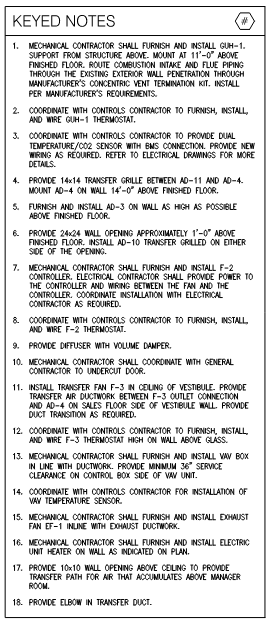 KEYED NOTES #
1. MECHANICAL CONTRACTOR SHALL FURNISH AND INSTALL GUH-1.
SUPPORT FROM STRUCTURE ABOVE. MOUNT AT 11'-0" ABOVE
FINISHED FLOOR. ROUTE COMBUSTION INTAKE AND FLUE PIPING
THROUGH THE EXISTING EXTERIOR WALL PENETRATION THROUGH
MANUFACTURER'S CONCENTRIC VENT TERMINATION KIT. INSTALL
PER MANUFACTURER'S REQUIREMENTS.
2. COORDINATE WITH CONTROLS CONTRACTOR TO FURNISH, INSTALL,
AND WIRE GUH-1 THERMOSTAT.
3. COORDINATE WITH CONTROLS CONTRACTOR TO PROVIDE DUAL
TEMPERATURE/CO2 SENSOR WITH BMS CONNECTION. PROVIDE NEW
WIRING AS REQUIRED. REFER TO ELECTRICAL DRAWINGS FOR MORE
DETAILS.
4. PROVIDE 14x14 TRANSFER GRILLE BETWEEN AD-11 AND AD-4.
MOUNT AD-4 ON WALL 14'-0" ABOVE FINISHED FLOOR.
5. FURNISH AND INSTALL AD-3 ON WALL AS HIGH AS POSSIBLE
ABOVE FINISHED FLOOR.
6. PROVIDE 24x24 WALL OPENING APPROXIMATELY 1'-0" ABOVE
FINISHED FLOOR. INSTALL AD-10 TRANSFER GRILLED ON EITHER
SIDE OF THE OPENING.
7. MECHANICAL CONTRACTOR SHALL FURNISH AND INSTALL F-2
CONTROLLER. ELECTRICAL CONTRACTOR SHALL PROVIDE POWER TO
THE CONTROLLER AND WIRING BETWEEN THE FAN AND THE
CONTROLLER. COORDINATE INSTALLATION WITH ELECTRICAL
CONTRACTOR AS REQUIRED.
8. COORDINATE WITH CONTROLS CONTRACTOR TO FURNISH, INSTALL,
AND WIRE F-2 THERMOSTAT.
9. PROVIDE DIFFUSER WITH VOLUME DAMPER.
10. MECHANICAL CONTRACTOR SHALL COORDINATE WITH GENERAL
CONTRACTOR TO UNDERCUT DOOR.
11. INSTALL TRANSFER FAN F-3 IN CEILING OF VESTIBULE. PROVIDE
TRANSFER AIR DUCTWORK BETWEEN F-3 OUTLET CONNECTION
AND AD-4 ON SALES FLOOR SIDE OF VESTIBULE WALL. PROVIDE
DUCT TRANSITION AS REQUIRED.
12. COORDINATE WITH CONTROLS CONTRACTOR TO FURNISH, INSTALL,
AND WIRE F-3 THERMOSTAT HIGH ON WALL ABOVE GLASS.
13. MECHANICAL CONTRACTOR SHALL FURNISH AND INSTALL VAV BOX
IN LINE WITH DUCTWORK. PROVIDE MINIMUM 36" SERVICE
CLEARANCE ON CONTROL BOX SIDE OF VAV UNIT.
14. COORDINATE WITH CONTROLS CONTRACTOR FOR INSTALLATION OF
VAV TEMPERATURE SENSOR.
15. MECHANICAL CONTRACTOR SHALL FURNISH AND INSTALL EXHAUST
FAN EF-1 INLINE WITH EXHAUST DUCTWORK.
16. MECHANICAL CONTRACTOR SHALL FURNISH AND INSTALL ELECTRIC
UNIT HEATER ON WALL AS INDICATED ON PLAN.
17. PROVIDE 10x10 WALL OPENING ABOVE CEILING TO PROVIDE
TRANSFER PATH FOR AIR THAT ACCUMULATES ABOVE MANAGER
ROOM.
18. PROVIDE ELBOW IN TRANSFER DUCT.